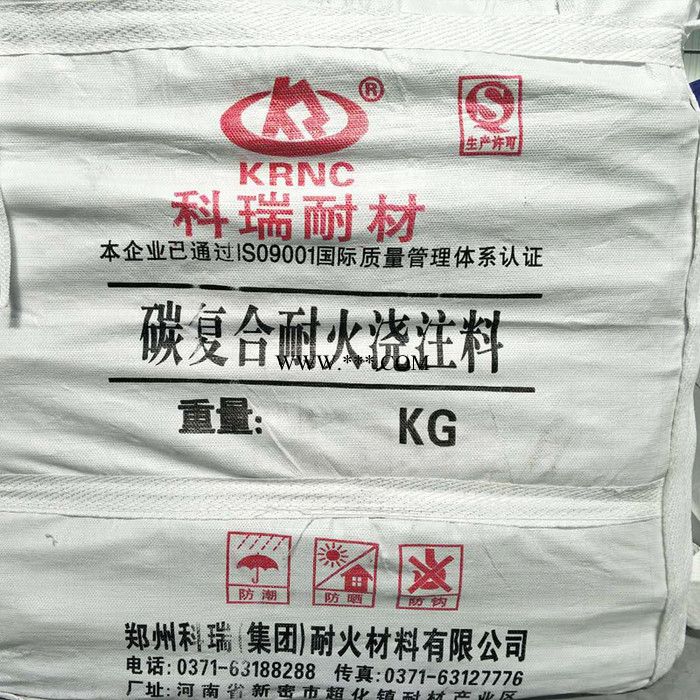 ®
KRNC
生产许可
科瑞耐材
本企业已通过ISO9001国际质量管理体系认证
碳复合耐火浇注料
WWW.***.COM
重量: KG
防潮 防晒 防钩
郑州科瑞(集团)耐火材料有限公司
电话:0371-63188288 传真:0371-63127776
厂址:河南省新密市超化镇耐材产业区